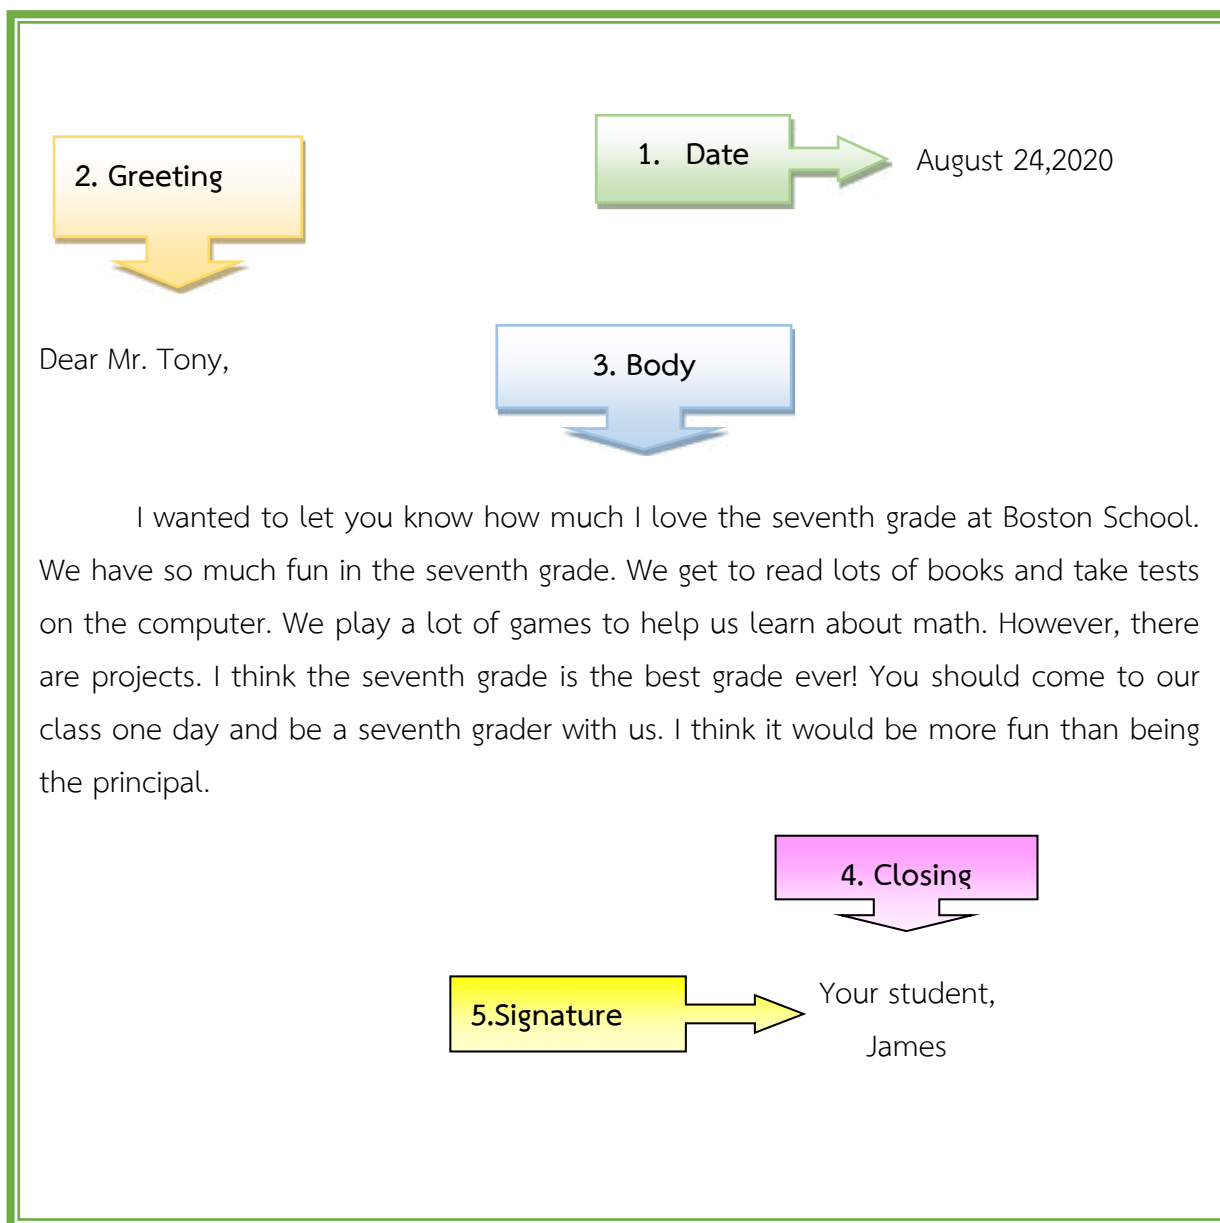 1. Date
August 24,2020
2. Greeting
Dear Mr. Tony,
3. Body
I wanted to let you know how much I love the seventh grade at Boston School.
We have so much fun in the seventh grade. We get to read lots of books and take tests
on the computer. We play a lot of games to help us learn about math. However, there
are projects. I think the seventh grade is the best grade ever! You should come to our
class one day and be a seventh grader with us. I think it would be more fun than being
the principal.
4. Closing
Your student,
5.Signature
James